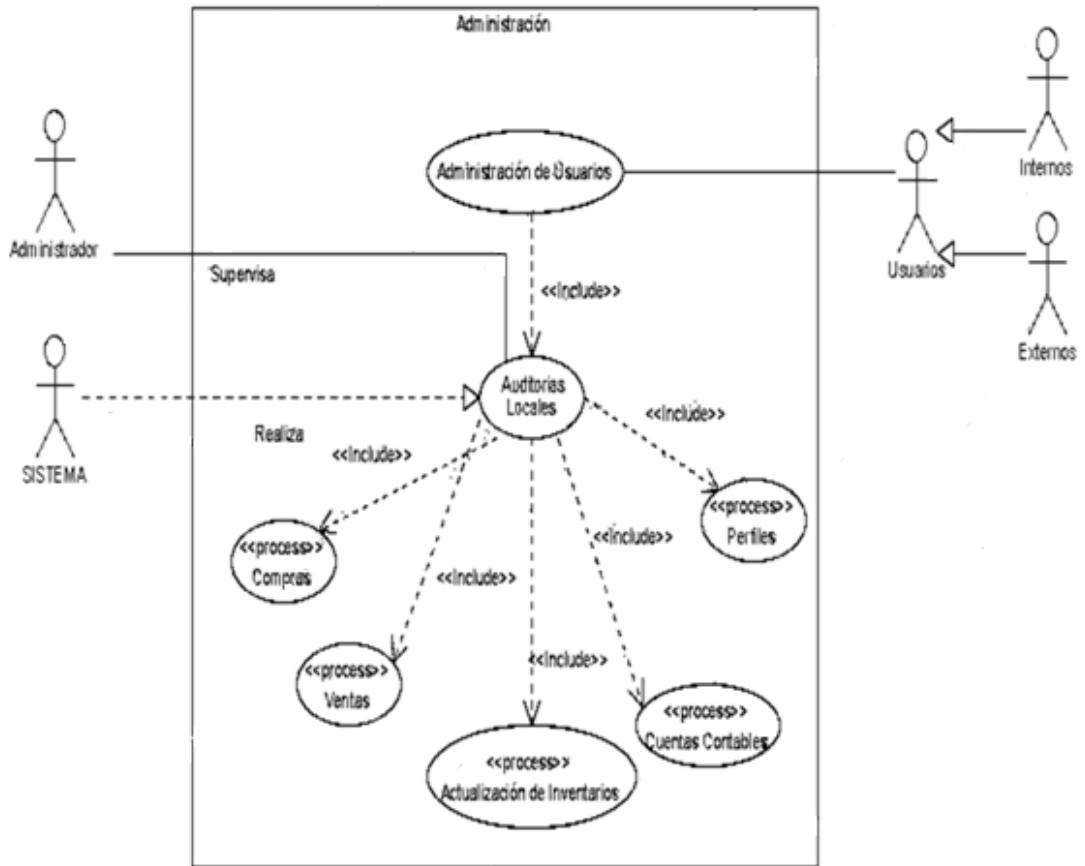 Administración
Internos
Administración de Usuarios
Administrador
Usuarios
Supervisa
<<Include>>
Externos
Auditorias
Locales
<<Include>>
Realiza
<<Include>>
SISTEMA
<<process>>
Perfiles
<<Include>>
<<process>>
Compras
<<Include>>
<<process>>
Ventas
<<Include>>
<<process>>
Cuentas Contables
<<process>>
Actualización de Inventarios